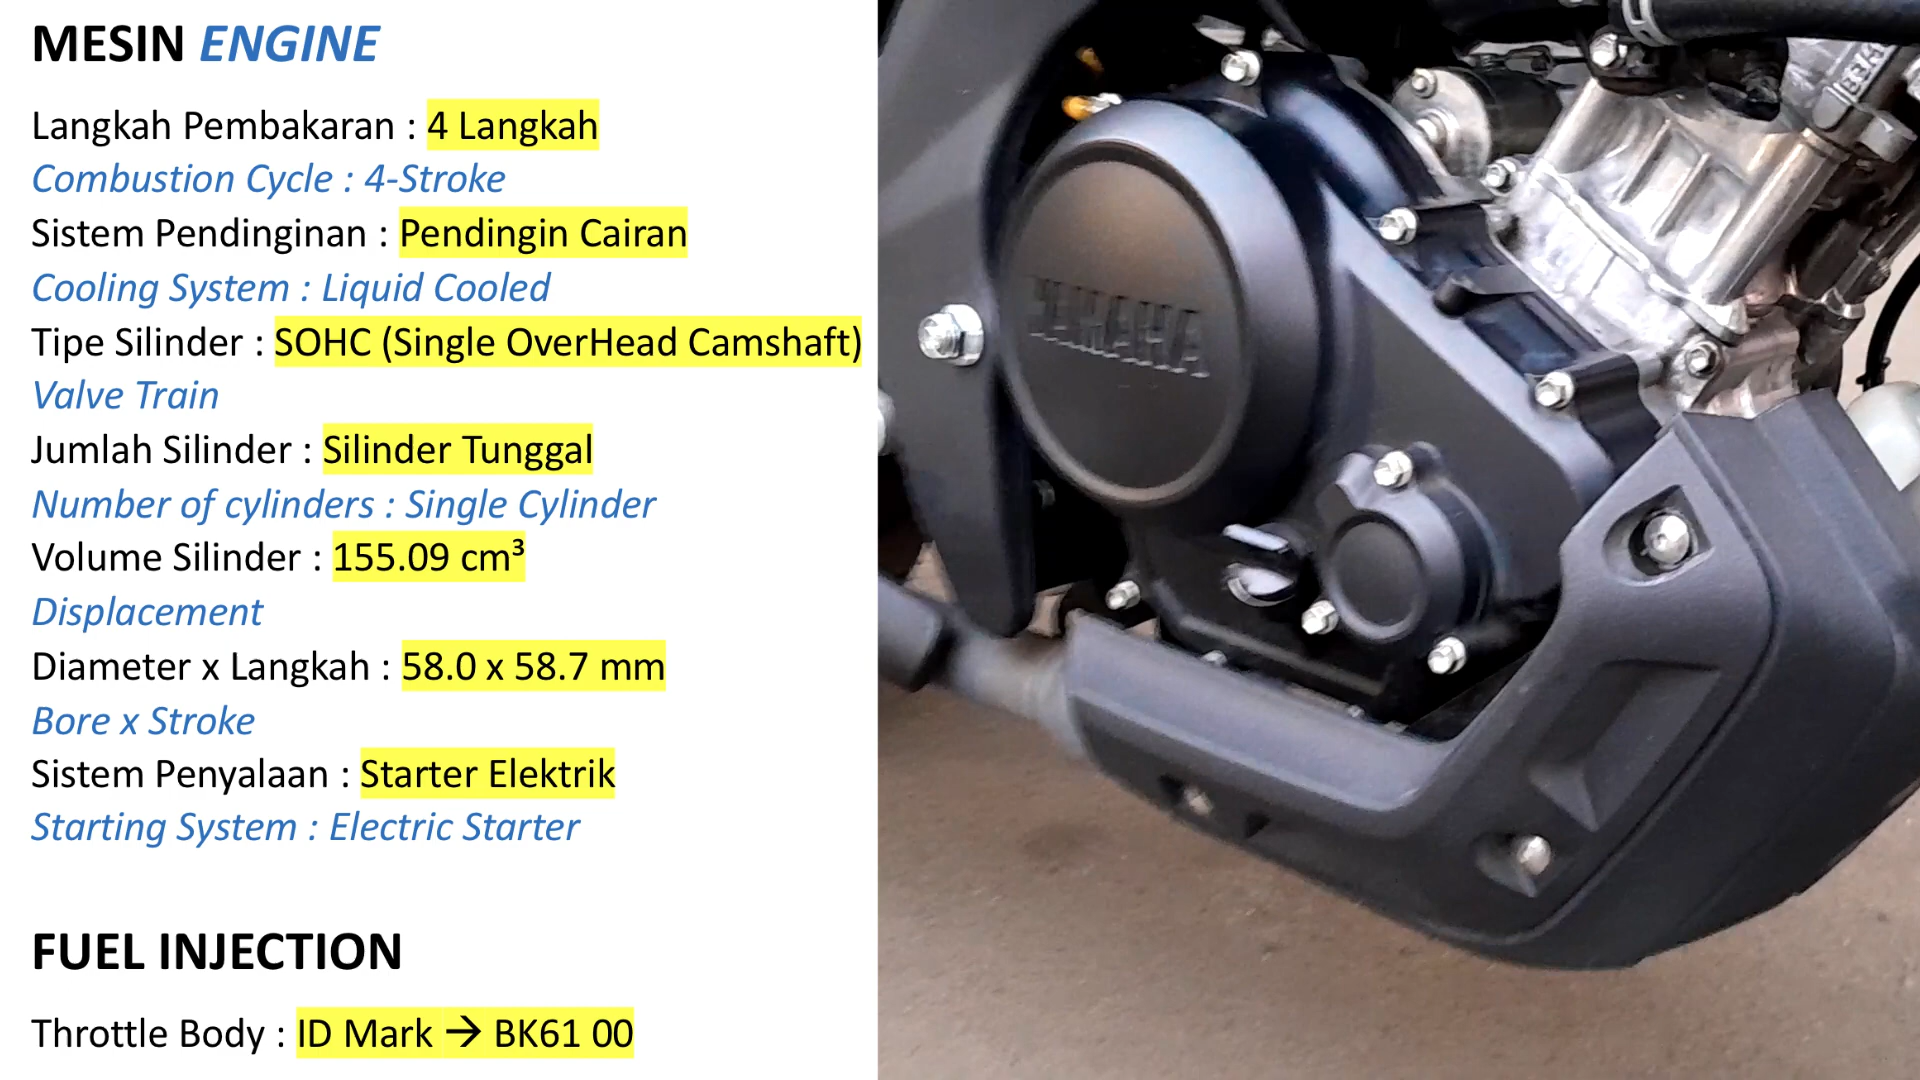 MESIN ENGINE
Langkah Pembakaran : 4 Langkah
Combustion Cycle : 4-Stroke
Sistem Pendinginan : Pendingin Cairan
Cooling System : Liquid Cooled
Tipe Silinder : SOHC (Single OverHead Camshaft)
Valve Train
Jumlah Silinder : Silinder Tunggal
Number of cylinders : Single Cylinder
Volume Silinder : 155.09 cm³
Displacement
Diameter x Langkah : 58.0 x 58.7 mm
Bore x Stroke
Sistem Penyalaan : Starter Elektrik
Starting System : Electric Starter
FUEL INJECTION
Throttle Body : ID Mark → BK61 00
YAMAHA